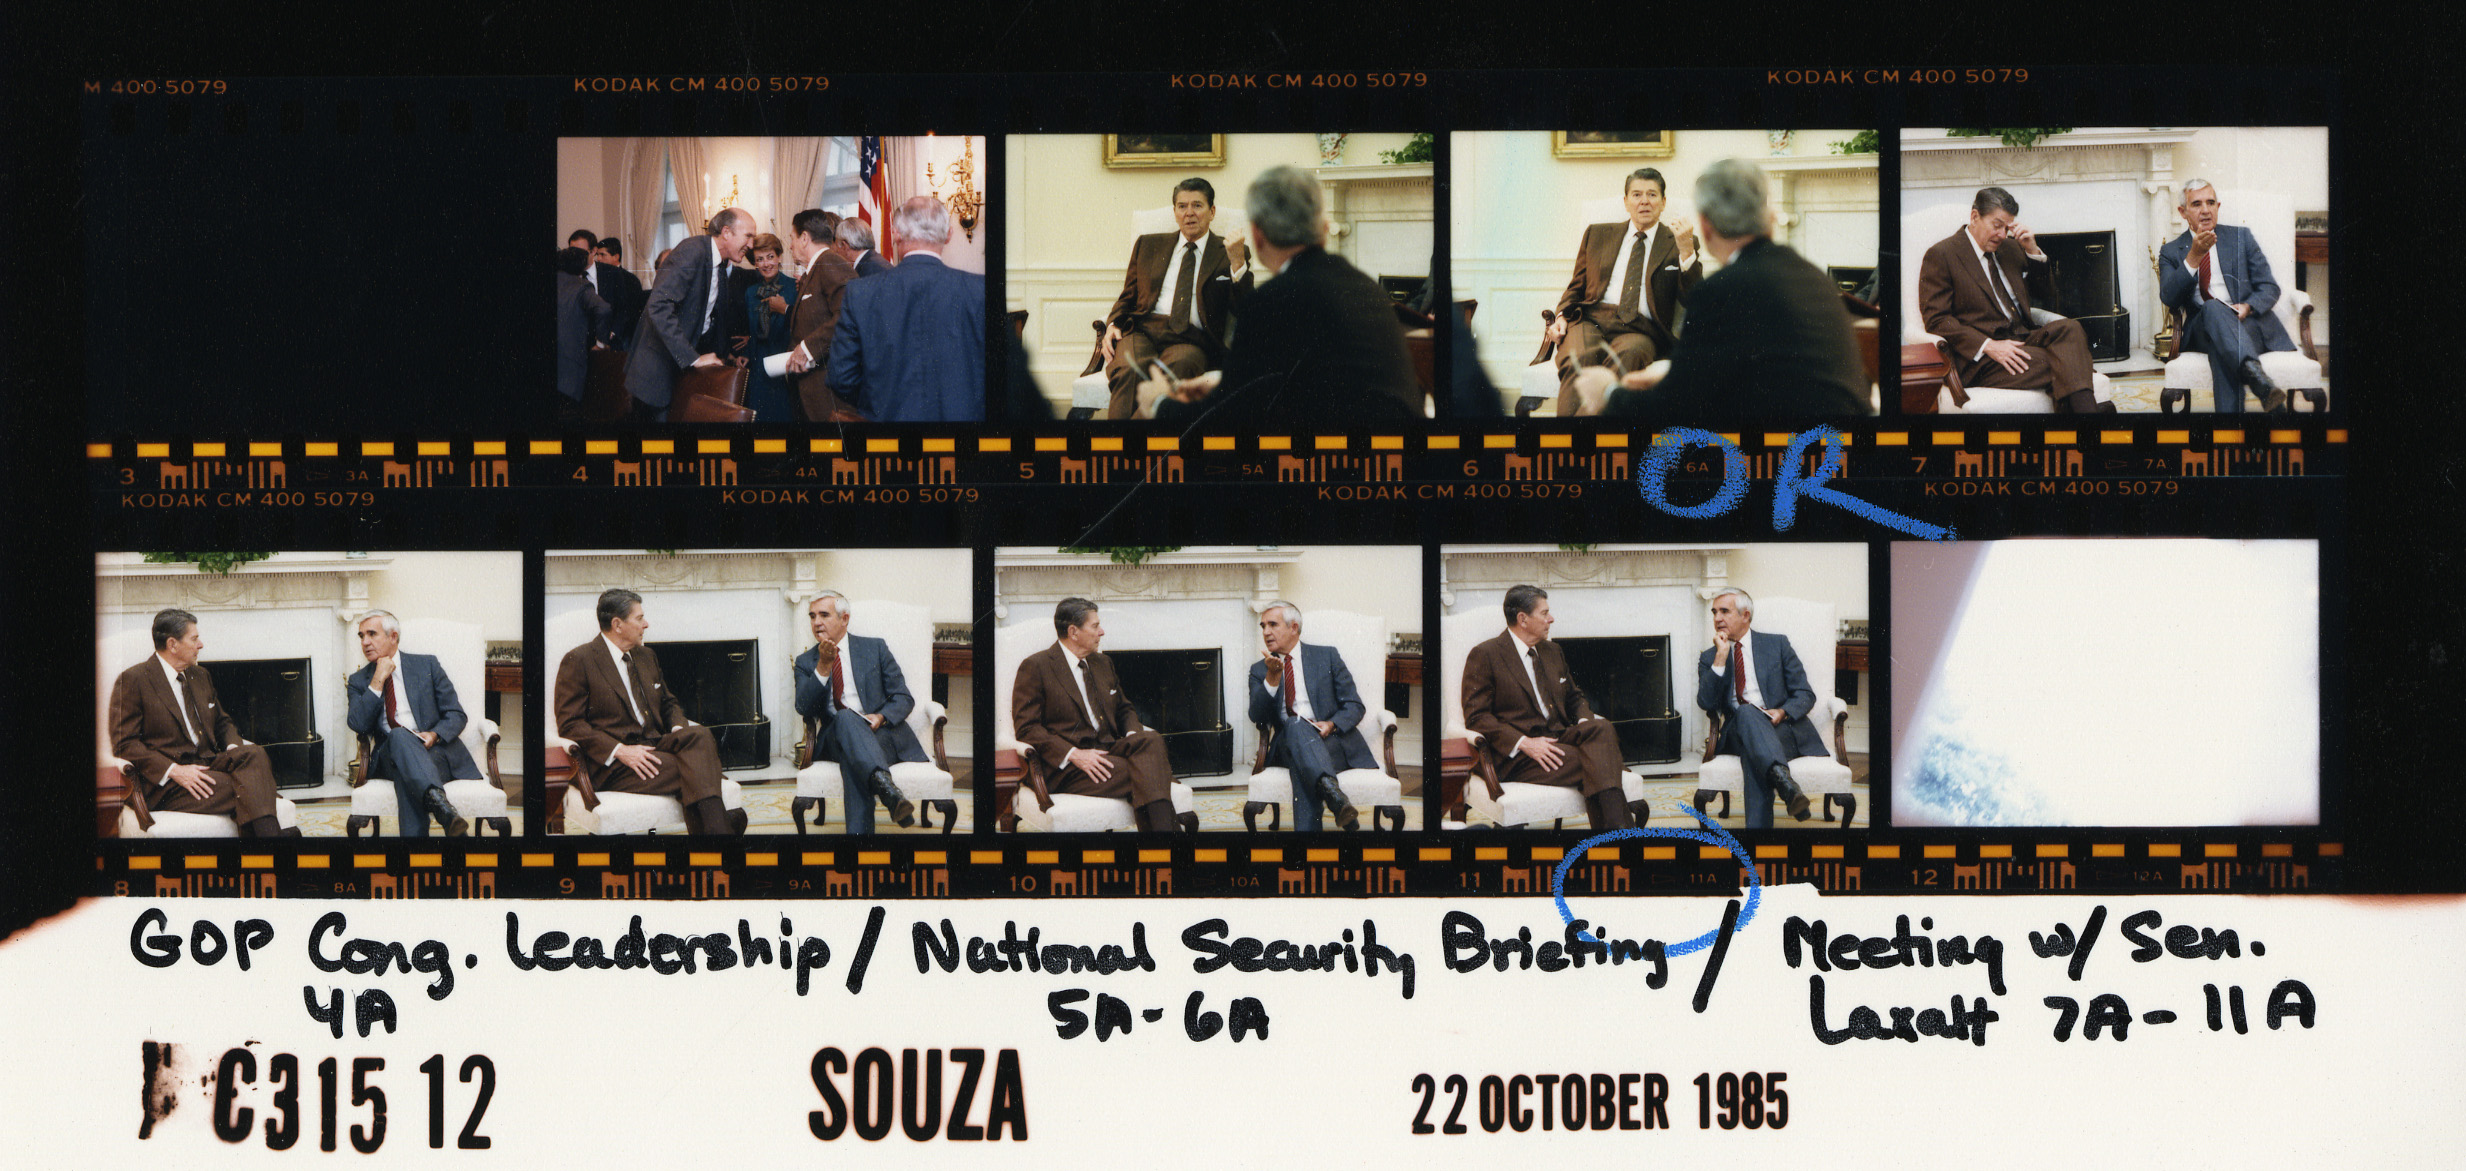 M 400 5079 KODAK CM 400 5079 KODAK CM 400 5079 KODAK CM 400 5079
OR
3 3A 4 4A 5 5A 6 6A 7 7A
KODAK CM 400 5079 KODAK CM 400 5079 KODAK CM 400 5079 KODAK CM 400 5079
8 8A 9 9A 10 10A 11 11A 12 12A
GOP Cong. Leadership / National Security Briefing / Meeting w/ Sen.
4A 5A-6A Laxalt 7A-11A
C31512 SOUZA 22 OCTOBER 1985